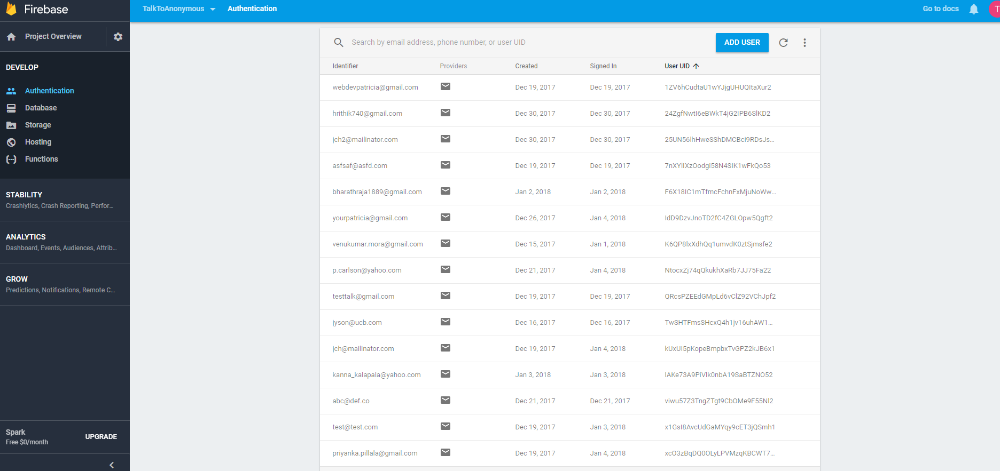 Firebase
TalkToAnonymous
Authentication
Go to docs
T
Project Overview
DEVELOP
Authentication
Database
Storage
Hosting
Functions
STABILITY
Crashlytics, Crash Reporting, Perfor...
ANALYTICS
Dashboard, Events, Audiences, Attrib...
GROW
Predictions, Notifications, Remote C...
Spark
Free $0/month
UPGRADE
Search by email address, phone number, or user UID
ADD USER
Identifier Providers Created Signed In User UID
webdevpatricia@gmail.com Dec 19, 2017 Dec 19, 2017 1ZV6hCudtaU1wYJjgUHUQItaXur2
hrithik740@gmail.com Dec 30, 2017 Dec 30, 2017 24ZgfNwtI6eBWkT4jG2IPB6SlKD2
jch2@mailinator.com Dec 30, 2017 Dec 30, 2017 25UN56lhHweSShDMCBci9RDsJs...
asfsaf@asfd.com Dec 19, 2017 Dec 19, 2017 7nXYlIXzOodgi58N4SIK1wFkQo53
bharathraja1889@gmail.com Jan 2, 2018 Jan 2, 2018 F6X18IC1mTfmcFchnFxMjuNoWw...
yourpatricia@gmail.com Dec 26, 2017 Jan 4, 2018 IdD9DzvJnoTD2fC4ZGLOpw5Qgft2
venukumar.mora@gmail.com Dec 15, 2017 Jan 1, 2018 K6QP8lxXdhQq1umvdK0ztSjmsfe2
p.carlson@yahoo.com Dec 21, 2017 Jan 4, 2018 NtocxZj74qQkukhXaRb7JJ75Fa22
testtalk@gmail.com Dec 19, 2017 Dec 19, 2017 QRcsPZEEdGMpLd6vClZ92VChJpf2
jyson@ucb.com Dec 16, 2017 Dec 16, 2017 TwSHTFmsSHcxQ4h1jv16uhAW1...
jch@mailinator.com Dec 19, 2017 Jan 4, 2018 kUxUI5pKopeBmpbxTvGPZ2kJB6x1
kanna_kalapala@yahoo.com Jan 3, 2018 Jan 3, 2018 lAKe73A9PiVlk0nbA19SaBTZNO52
abc@def.co Dec 21, 2017 Dec 21, 2017 viwu57Z3TngZTgt9CbOMe9F55Nl2
test@test.com Dec 19, 2017 Jan 3, 2018 x1GsI8AvcUdGaMYqy9cET3jQSmh1
priyanka.pillala@gmail.com Dec 19, 2017 Jan 4, 2018 xcO3zBqDQ0OLyLPVMzqKBCWT7...